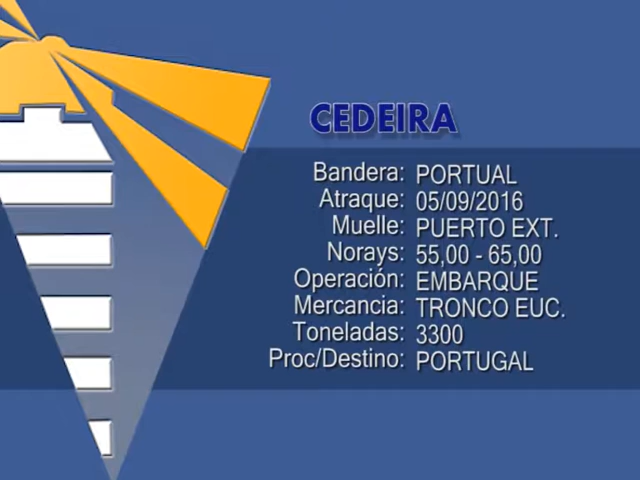 CEDEIRA
Bandera: PORTUAL
Atraque: 05/09/2016
Muelle: PUERTO EXT.
Norays: 55,00 - 65,00
Operación: EMBARQUE
Mercancia: TRONCO EUC.
Toneladas: 3300
Proc/Destino: PORTUGAL